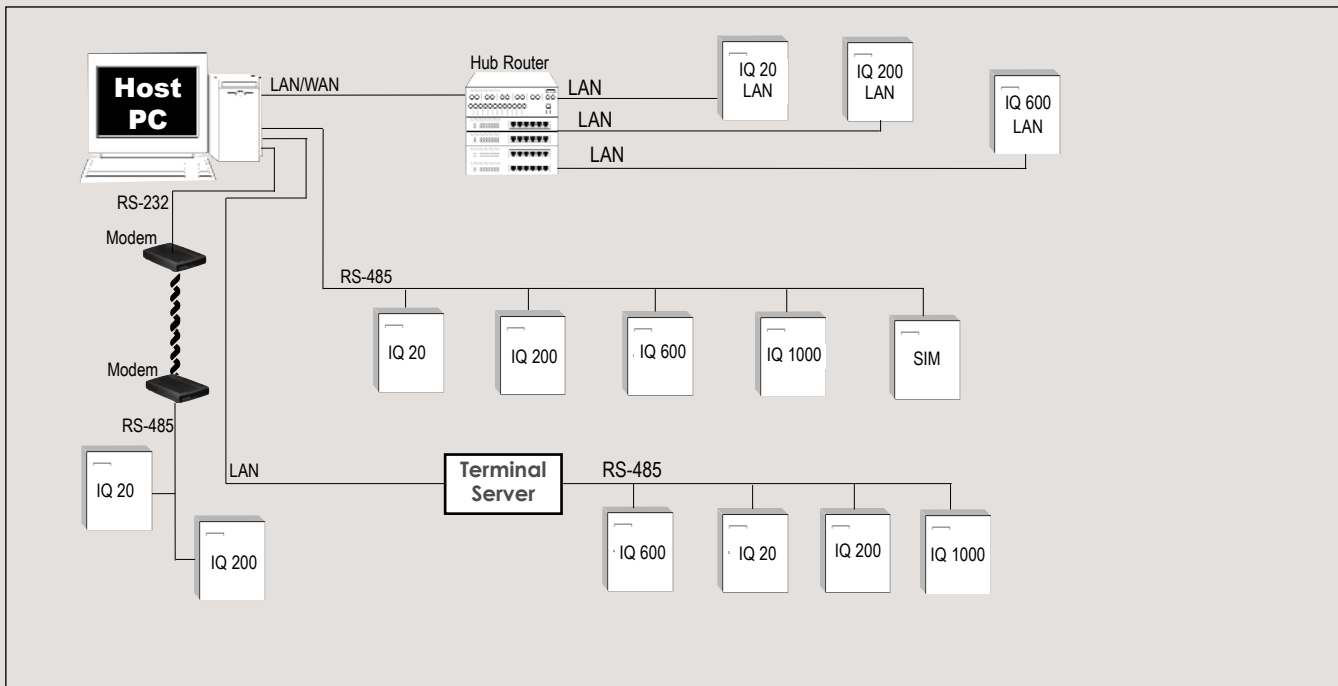 Host
PC
LAN/WAN
Hub Router
LAN
LAN
LAN
IQ 20
LAN
IQ 200
LAN
IQ 600
LAN
RS-232
Modem
Modem
RS-485
IQ 20
IQ 200
RS-485
IQ 20
IQ 200
IQ 600
IQ 1000
SIM
LAN
Terminal
Server
RS-485
IQ 600
IQ 20
IQ 200
IQ 1000